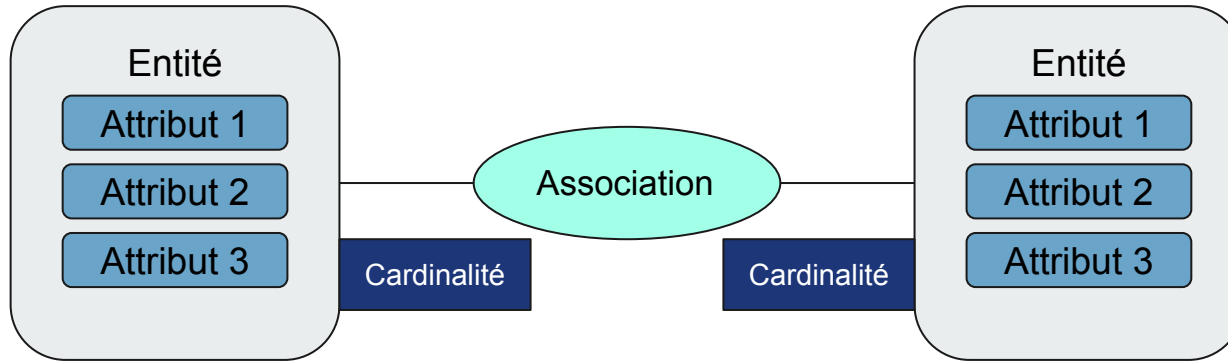 Entité
Attribut 1
Attribut 2
Attribut 3
Cardinalité
Association
Cardinalité
Entité
Attribut 1
Attribut 2
Attribut 3